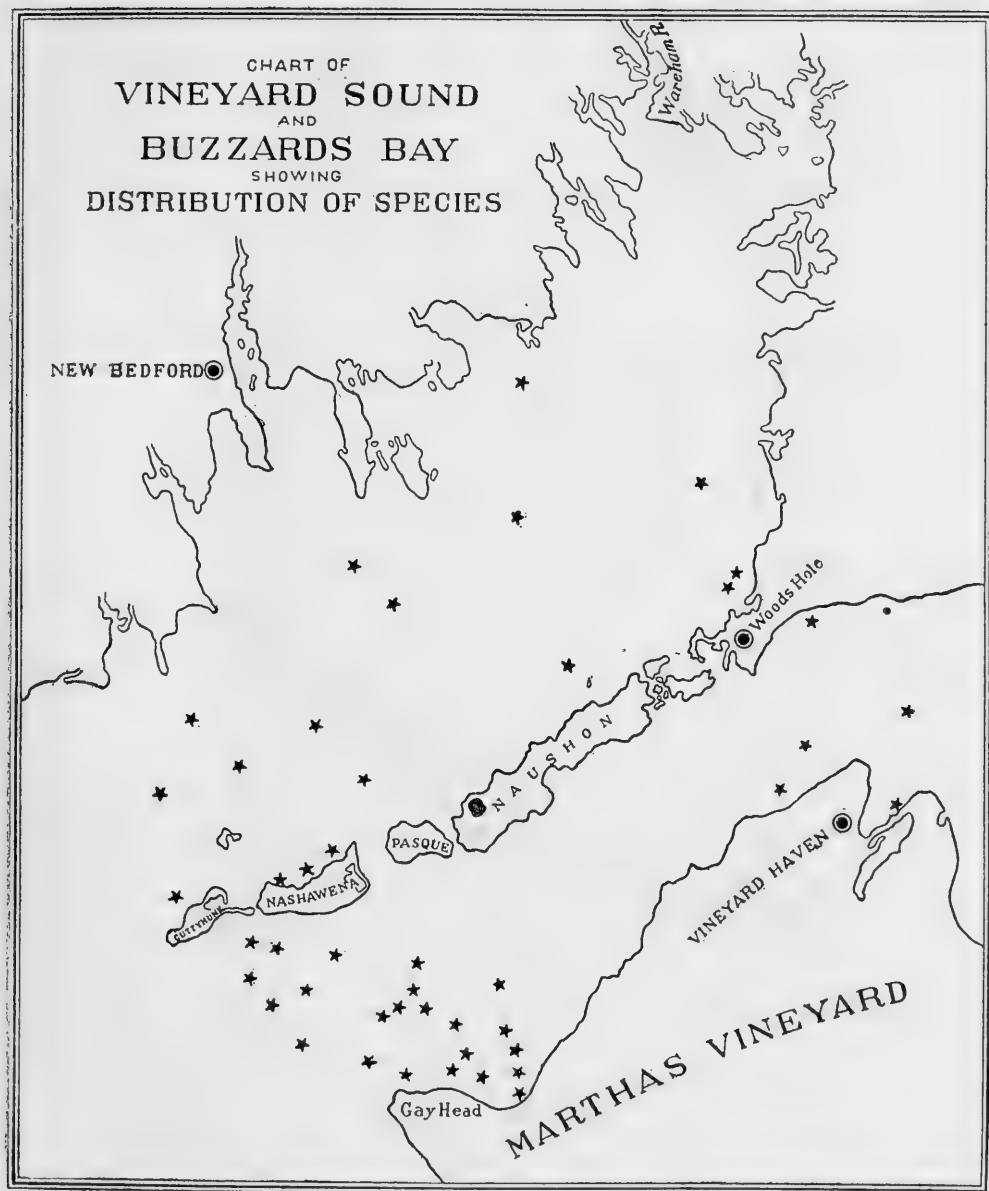 CHART OF
VINEYARD SOUND
AND
BUZZARDS BAY
SHOWING
DISTRIBUTION OF SPECIES
Wareham R
NEW BEDFORD
Woods Hole
NAUSHON
PASQUE
NASHAWENA
CUTTYHUNK
VINEYARD HAVEN
MARTHAS VINEYARD
Gay Head